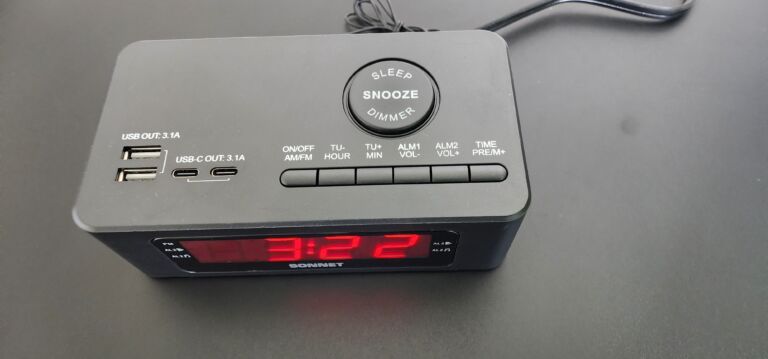 SLEEP
SNOOZE
DIMMER
USB OUT: 3.1A
USB-C OUT: 3.1A
ON/OFF TU- TU+ ALM1 ALM2 TIME
AM/FM HOUR MIN VOL- VOL+ PRE/M+
PM
3:22
SONNET